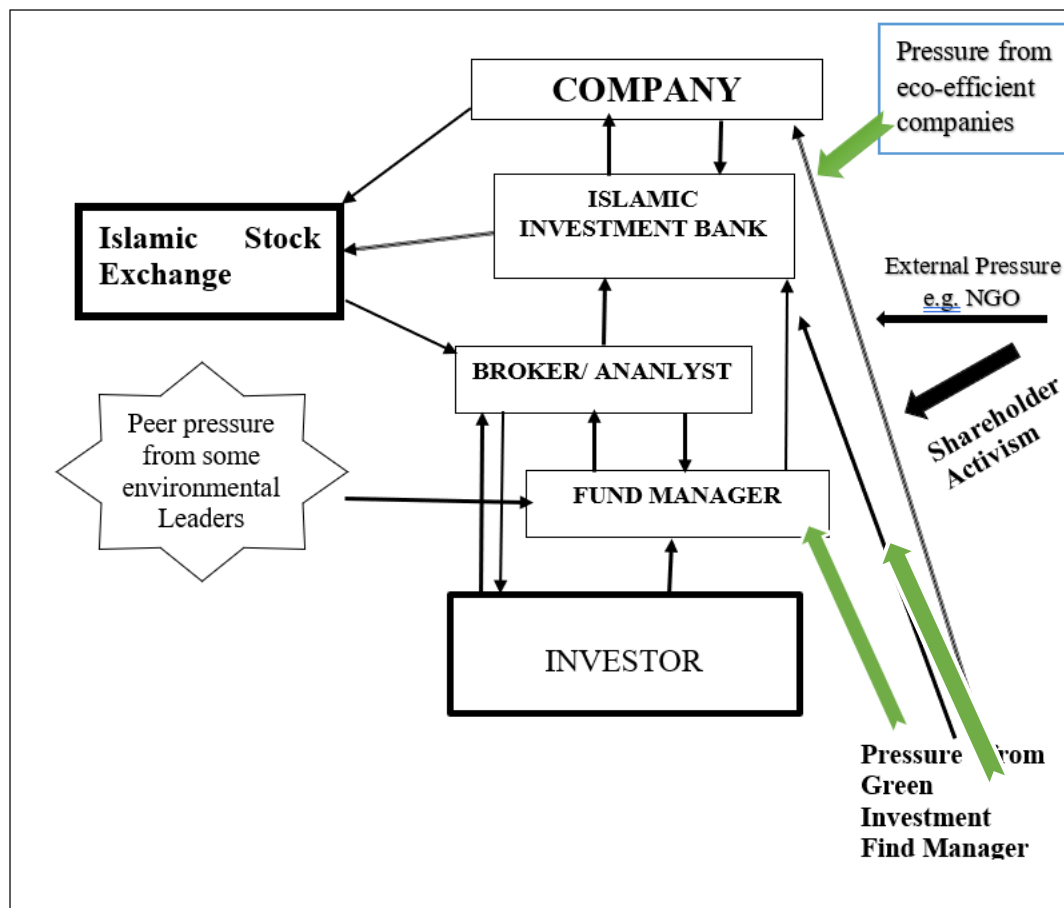 COMPANY
Pressure from
eco-efficient
companies
ISLAMIC
INVESTMENT BANK
Islamic Stock
Exchange
External Pressure
e.g. NGO
BROKER/ ANANLYST
Shareholder
Activism
Peer pressure
from some
environmental
Leaders
FUND MANAGER
INVESTOR
Pressure from
Green
Investment
Find Manager